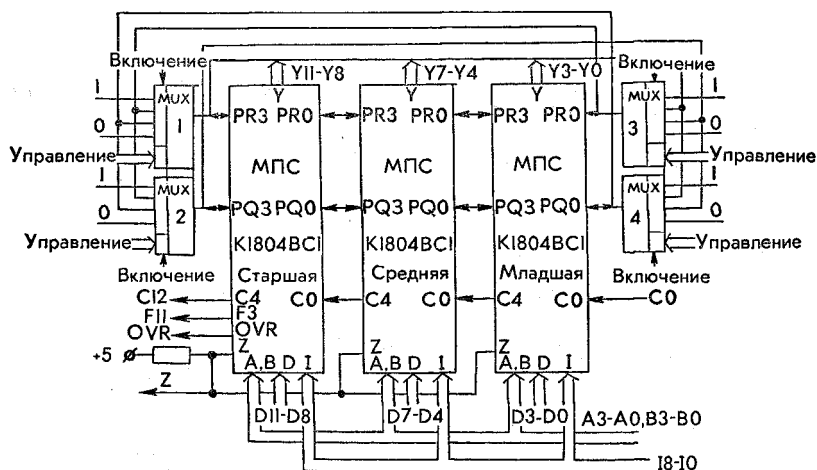 Включение Y11-Y8 Y7-Y4 Y3-Y0 Включение
1 MUX Y Y Y MUX 1
1 PR3 PR0 PR3 PR0 PR3 PR0 3
0 0
Управление МПС МПС МПС Управление
1 MUX MUX 1
2 PQ3 PQ0 PQ3 PQ0 PQ3 PQ0 4
0 0
Управление К1804ВС1 К1804ВС1 К1804ВС1 Управление
Включение Старшая Средняя Младшая Включение
C12 C4 C0 C4 C0 C4 C0 C0
F11 F3
OVR OVR
+5 Z Z Z
Z A,B D I A,B D I A,B D I
D11-D8 D7-D4 D3-D0 A3-A0,B3-B0
I8-I0